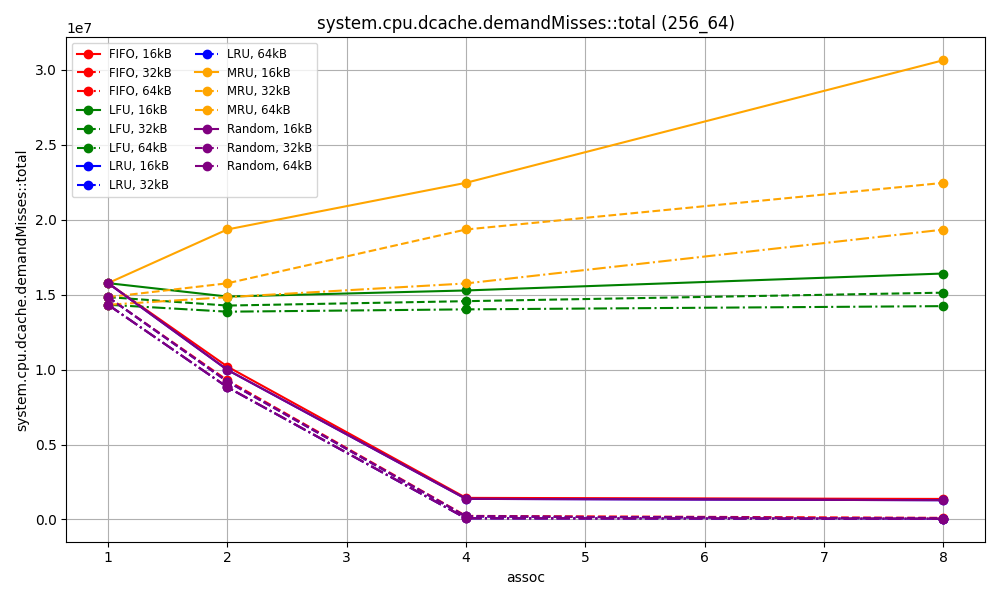 system.cpu.dcache.demandMisses::total (256_64)
1e7
FIFO, 16kB
FIFO, 32kB
FIFO, 64kB
LFU, 16kB
LFU, 32kB
LFU, 64kB
LRU, 16kB
LRU, 32kB
LRU, 64kB
MRU, 16kB
MRU, 32kB
MRU, 64kB
Random, 16kB
Random, 32kB
Random, 64kB
system.cpu.dcache.demandMisses::total
3.0
2.5
2.0
1.5
1.0
0.5
0.0
1 2 3 4 5 6 7 8
assoc